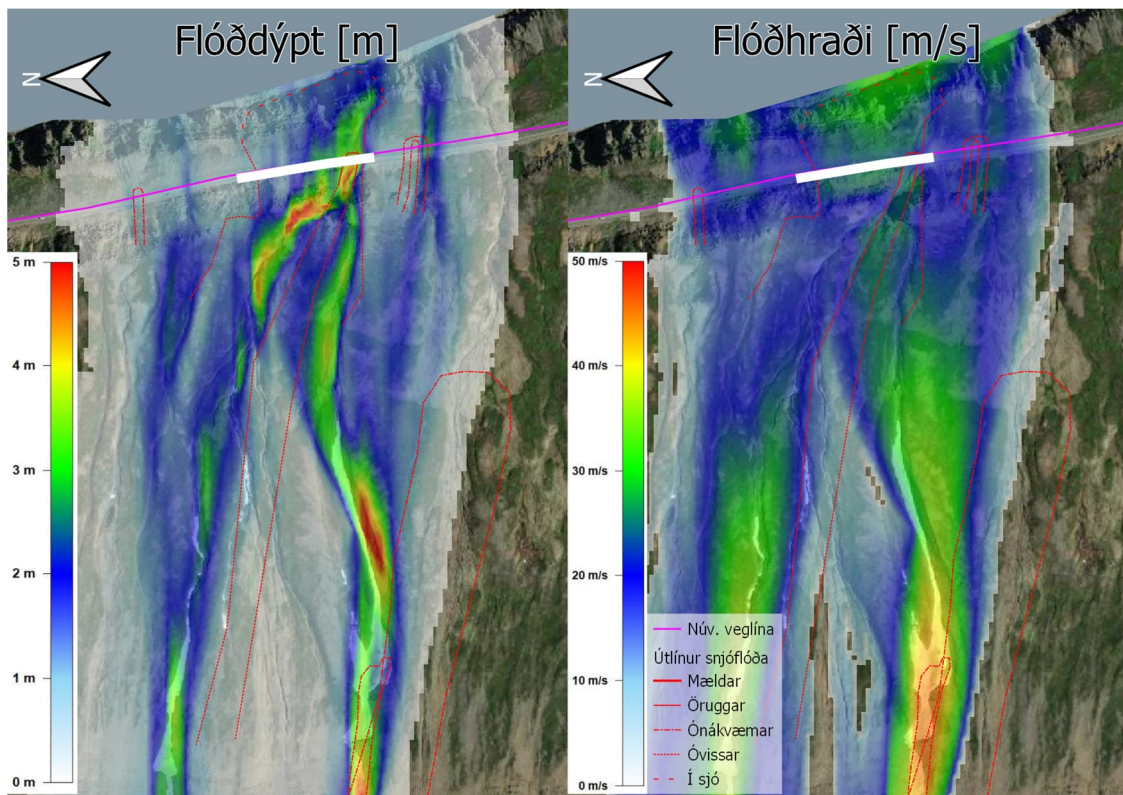 Flóðdýpt [m]
N
5 m
4 m
3 m
2 m
1 m
0 m
Flóðhraði [m/s]
N
50 m/s
40 m/s
30 m/s
20 m/s
10 m/s
0 m/s
Núv. veglína
Útlínur snjóflóða
Mældar
Öruggar
Ónákvæmar
Óvissar
Í sjó